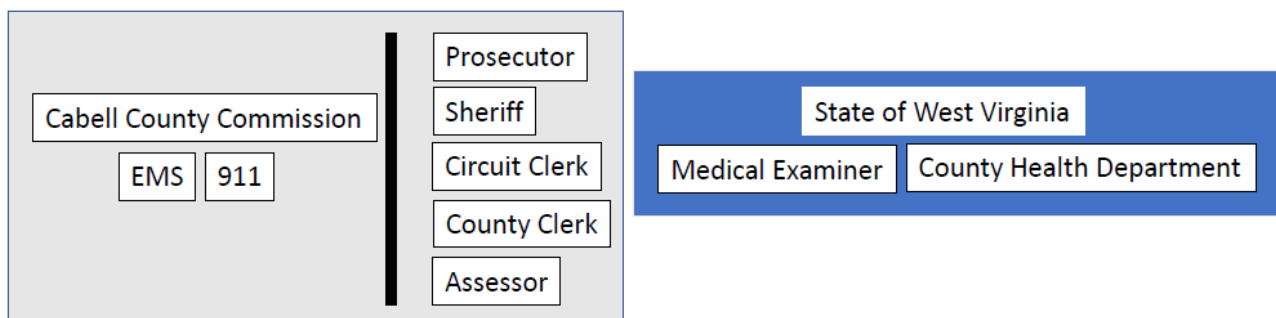 Cabell County Commission
EMS 911
Prosecutor
Sheriff
Circuit Clerk
County Clerk
Assessor
State of West Virginia
Medical Examiner County Health Department